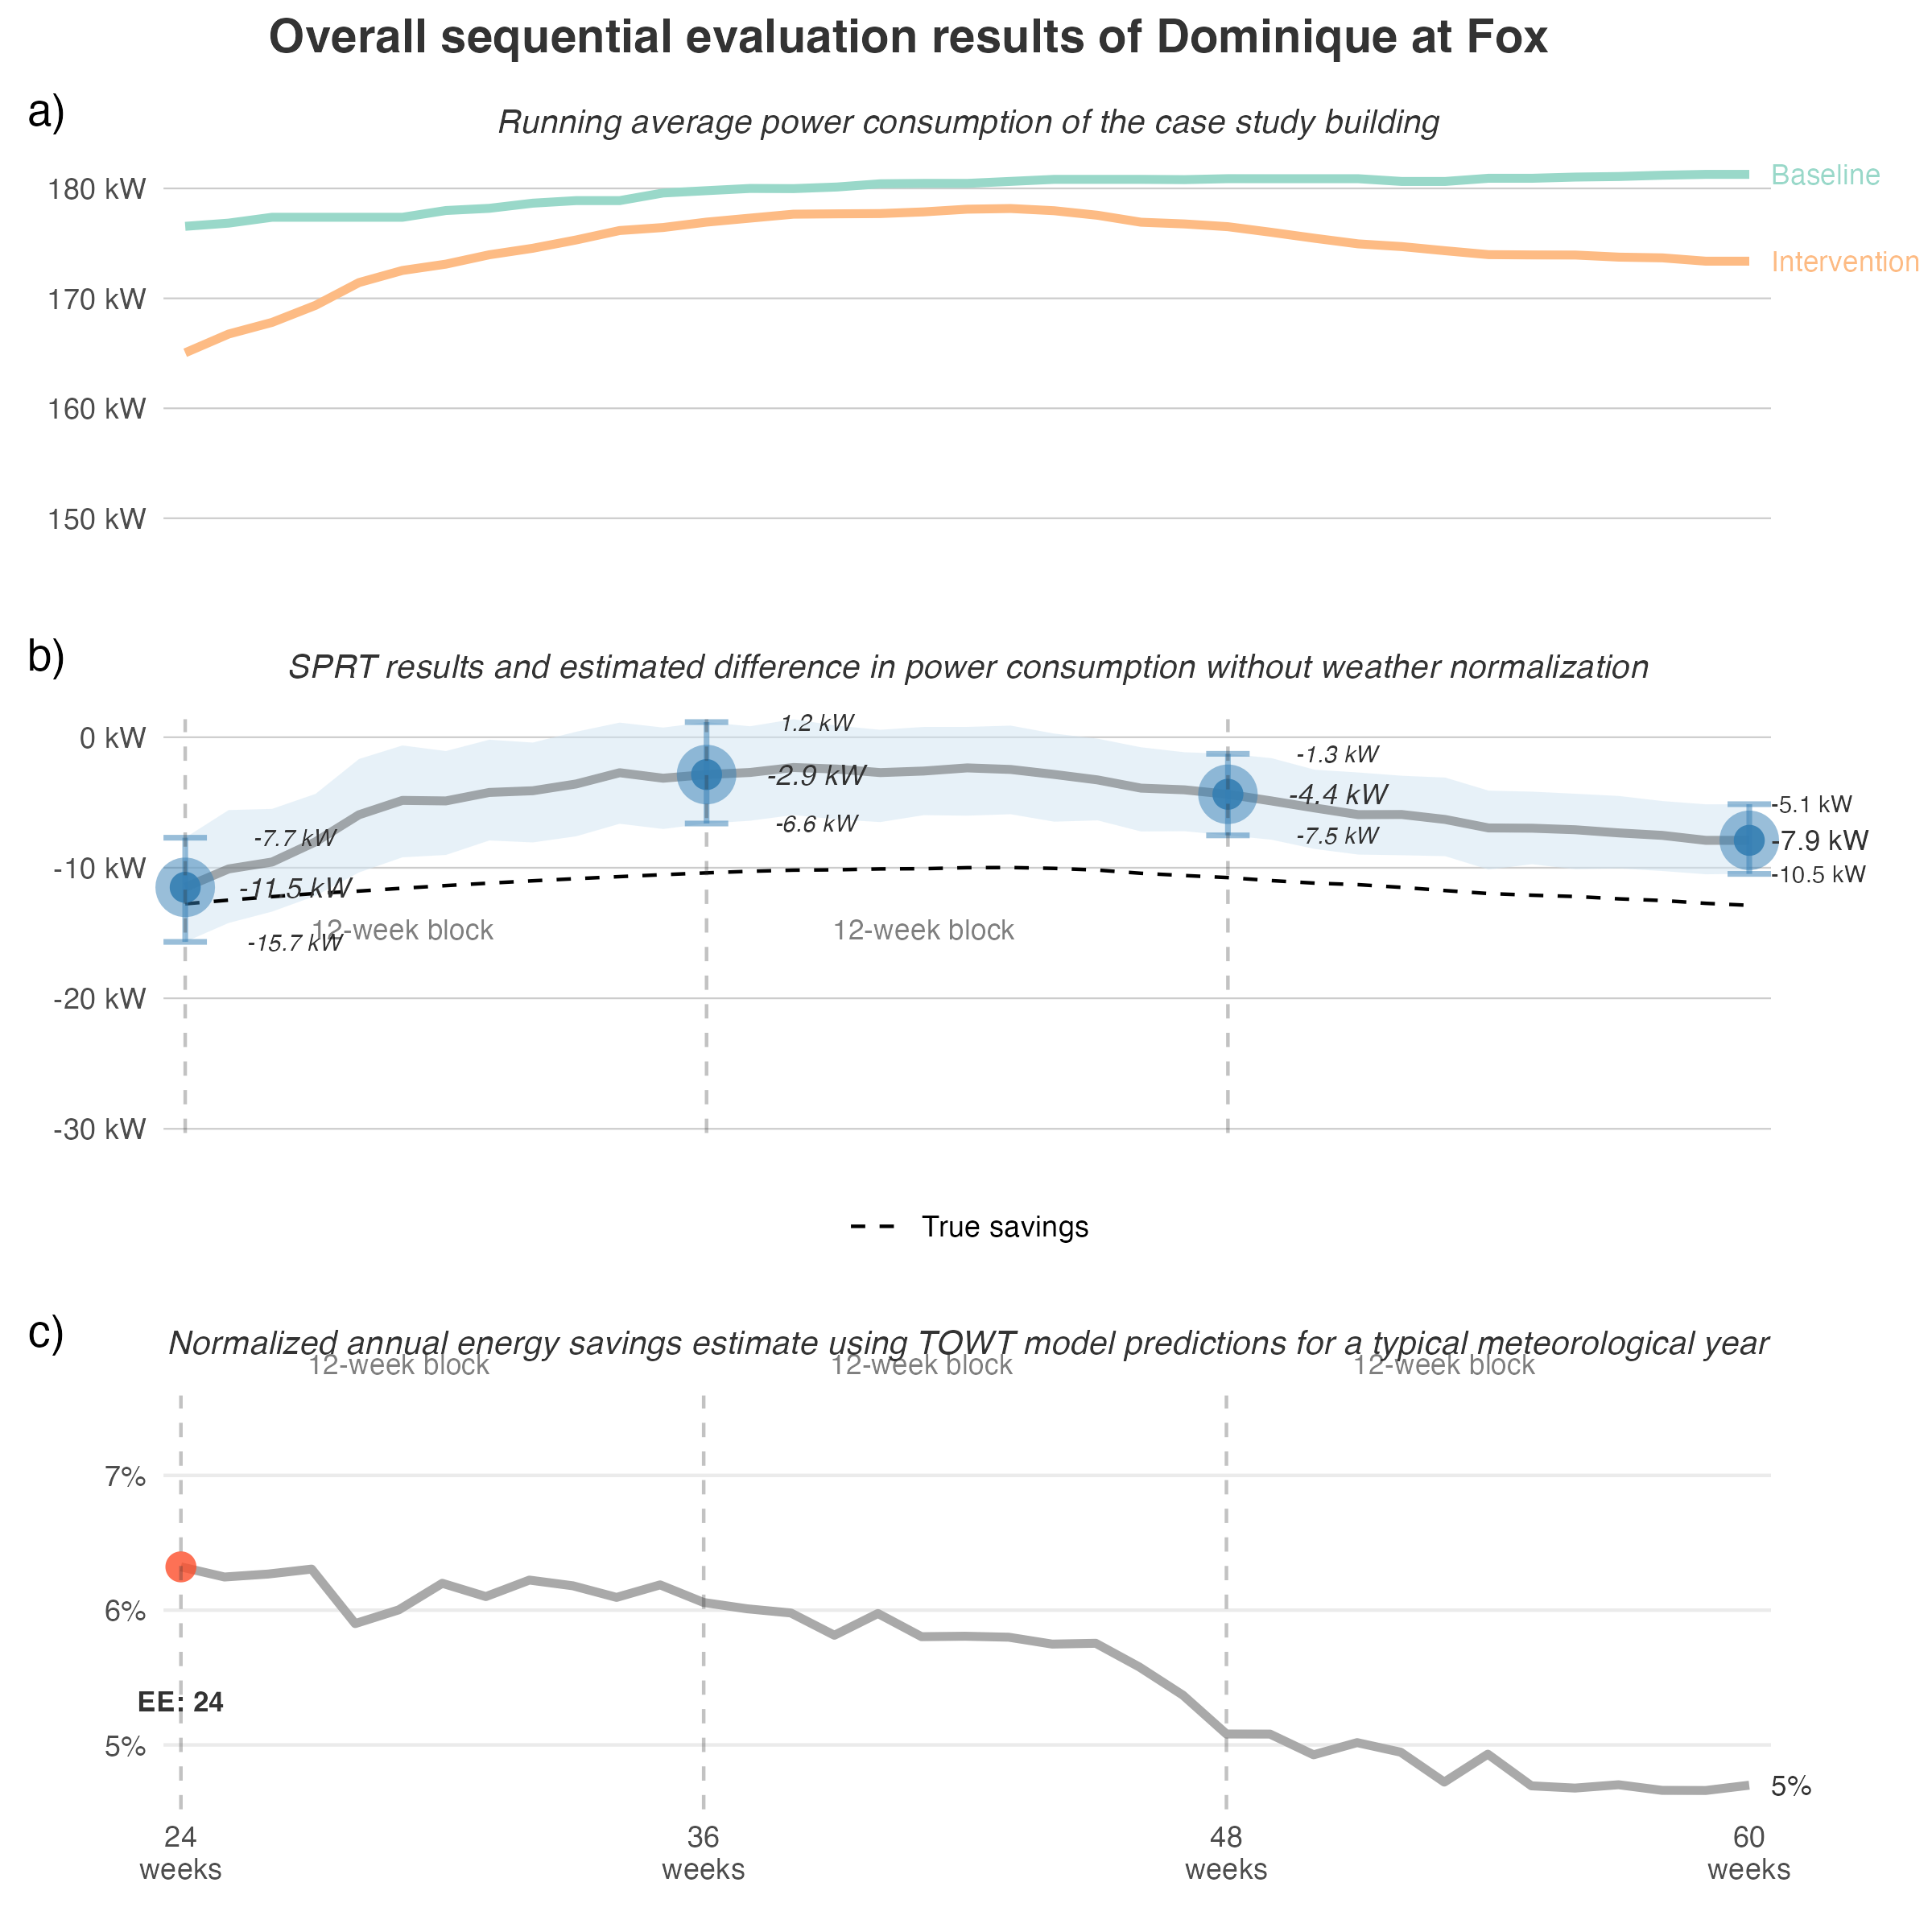 Overall sequential evaluation results of Dominique at Fox
a)
Running average power consumption of the case study building
180 kW
170 kW
160 kW
150 kW
Baseline
Intervention
b)
SPRT results and estimated difference in power consumption without weather normalization
0 kW
-10 kW
-20 kW
-30 kW
-7.7 kW
-11.5 kW
-15.7 kW
12-week block
1.2 kW
-2.9 kW
-6.6 kW
12-week block
-1.3 kW
-4.4 kW
-7.5 kW
-5.1 kW
-7.9 kW
-10.5 kW
True savings
c)
Normalized annual energy savings estimate using TOWT model predictions for a typical meteorological year
12-week block
12-week block
12-week block
7%
6%
5%
EE: 24
5%
24
weeks
36
weeks
48
weeks
60
weeks